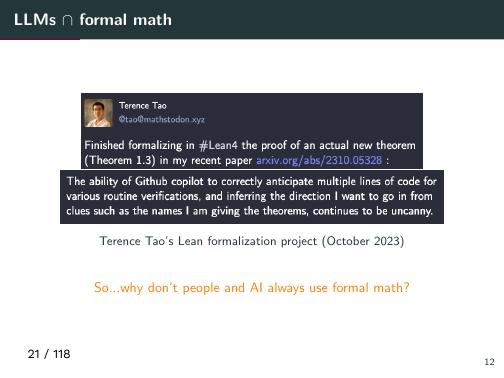 LLMs ∩ formal math
Terence Tao
@tao@mathstodon.xyz
Finished formalizing in #Lean4 the proof of an actual new theorem
(Theorem 1.3) in my recent paper arxiv.org/abs/2310.05328 :
The ability of Github copilot to correctly anticipate multiple lines of code for
various routine verifications, and inferring the direction I want to go in from
clues such as the names I am giving the theorems, continues to be uncanny.
Terence Tao's Lean formalization project (October 2023)
So...why don't people and AI always use formal math?
21 / 118
12